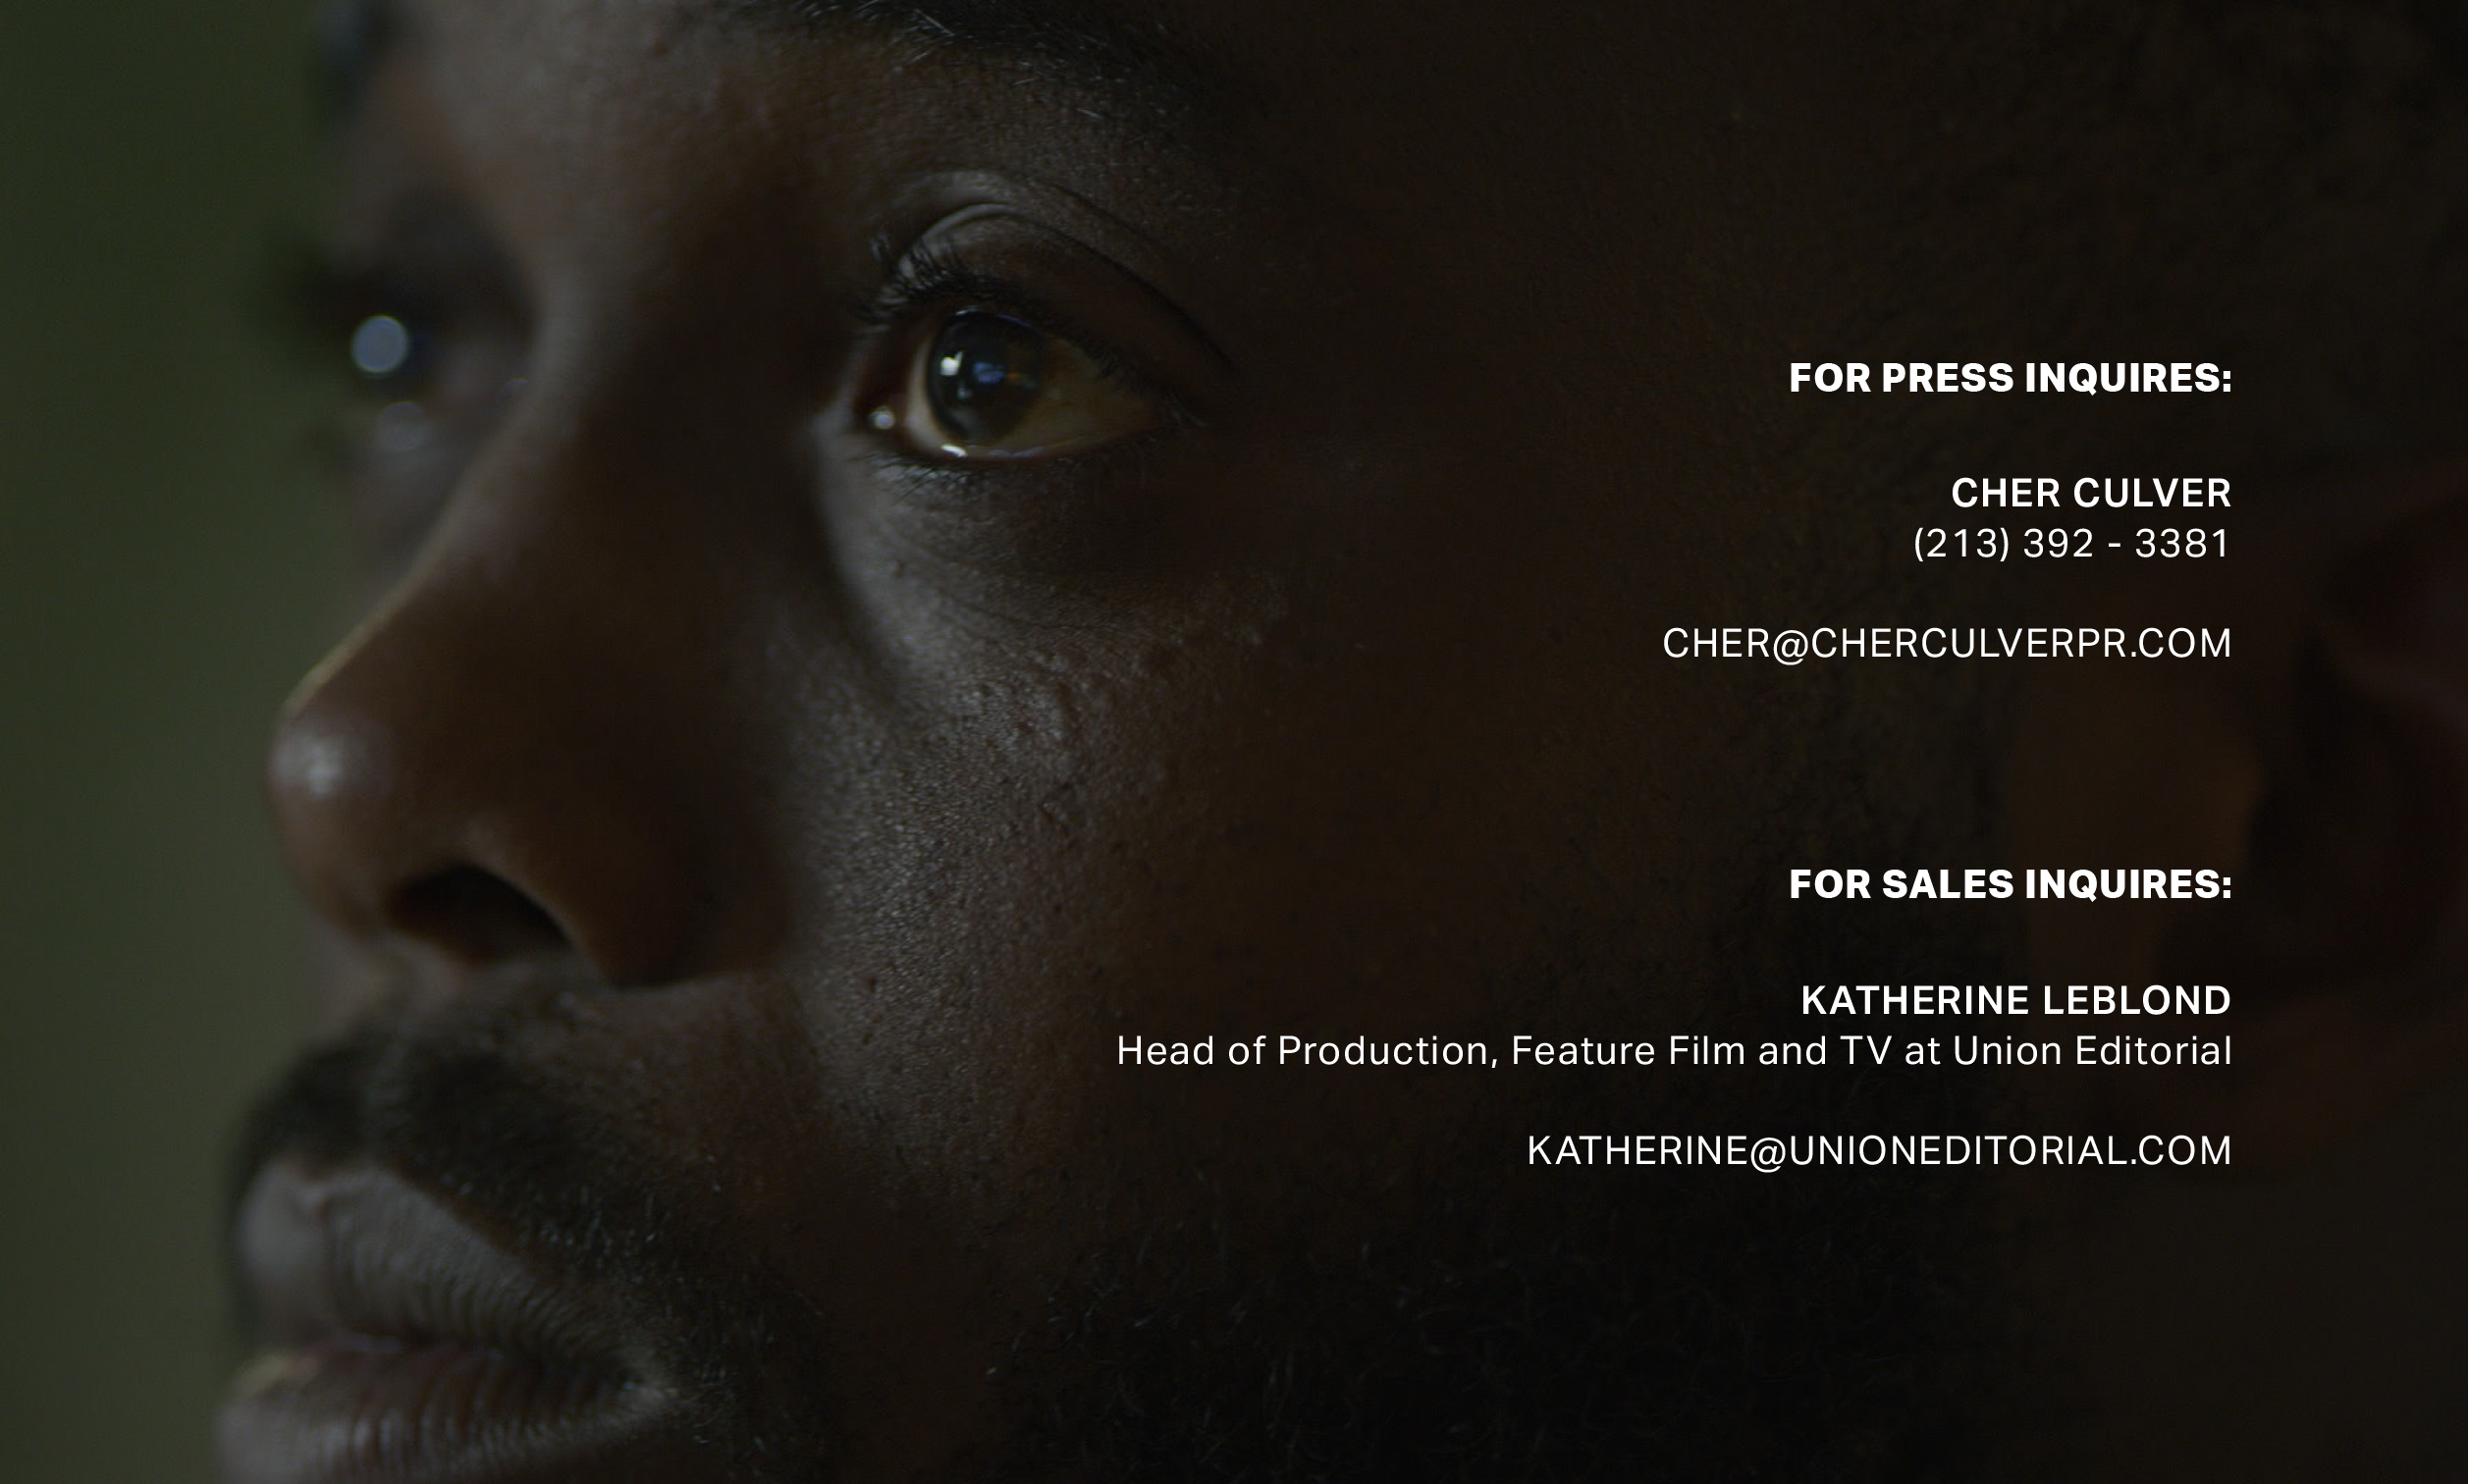 FOR PRESS INQUIRES:
CHER CULVER
(213) 392 - 3381
CHER@CHERCULVERPR.COM
FOR SALES INQUIRES:
KATHERINE LEBLOND
Head of Production, Feature Film and TV at Union Editorial
KATHERINE@UNIONEDITORIAL.COM